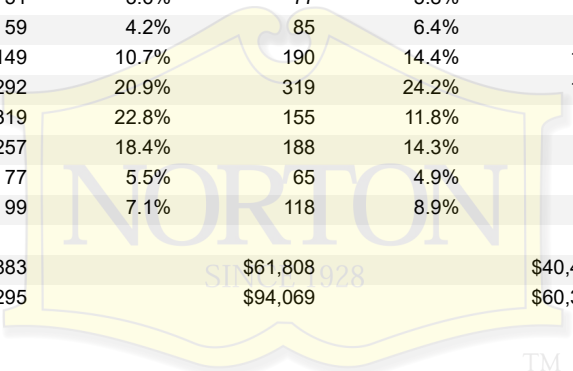 59 4.2% 85 6.4%
149 10.7% 190 14.4%
292 20.9% 319 24.2%
319 22.8% 155 11.8%
257 18.4% 188 14.3%
77 5.5% 65 4.9%
99 7.1% 118 8.9%
383 $61,808 $40,4
295 $94,069 $60,3
NORTON
SINCE 1928
TM